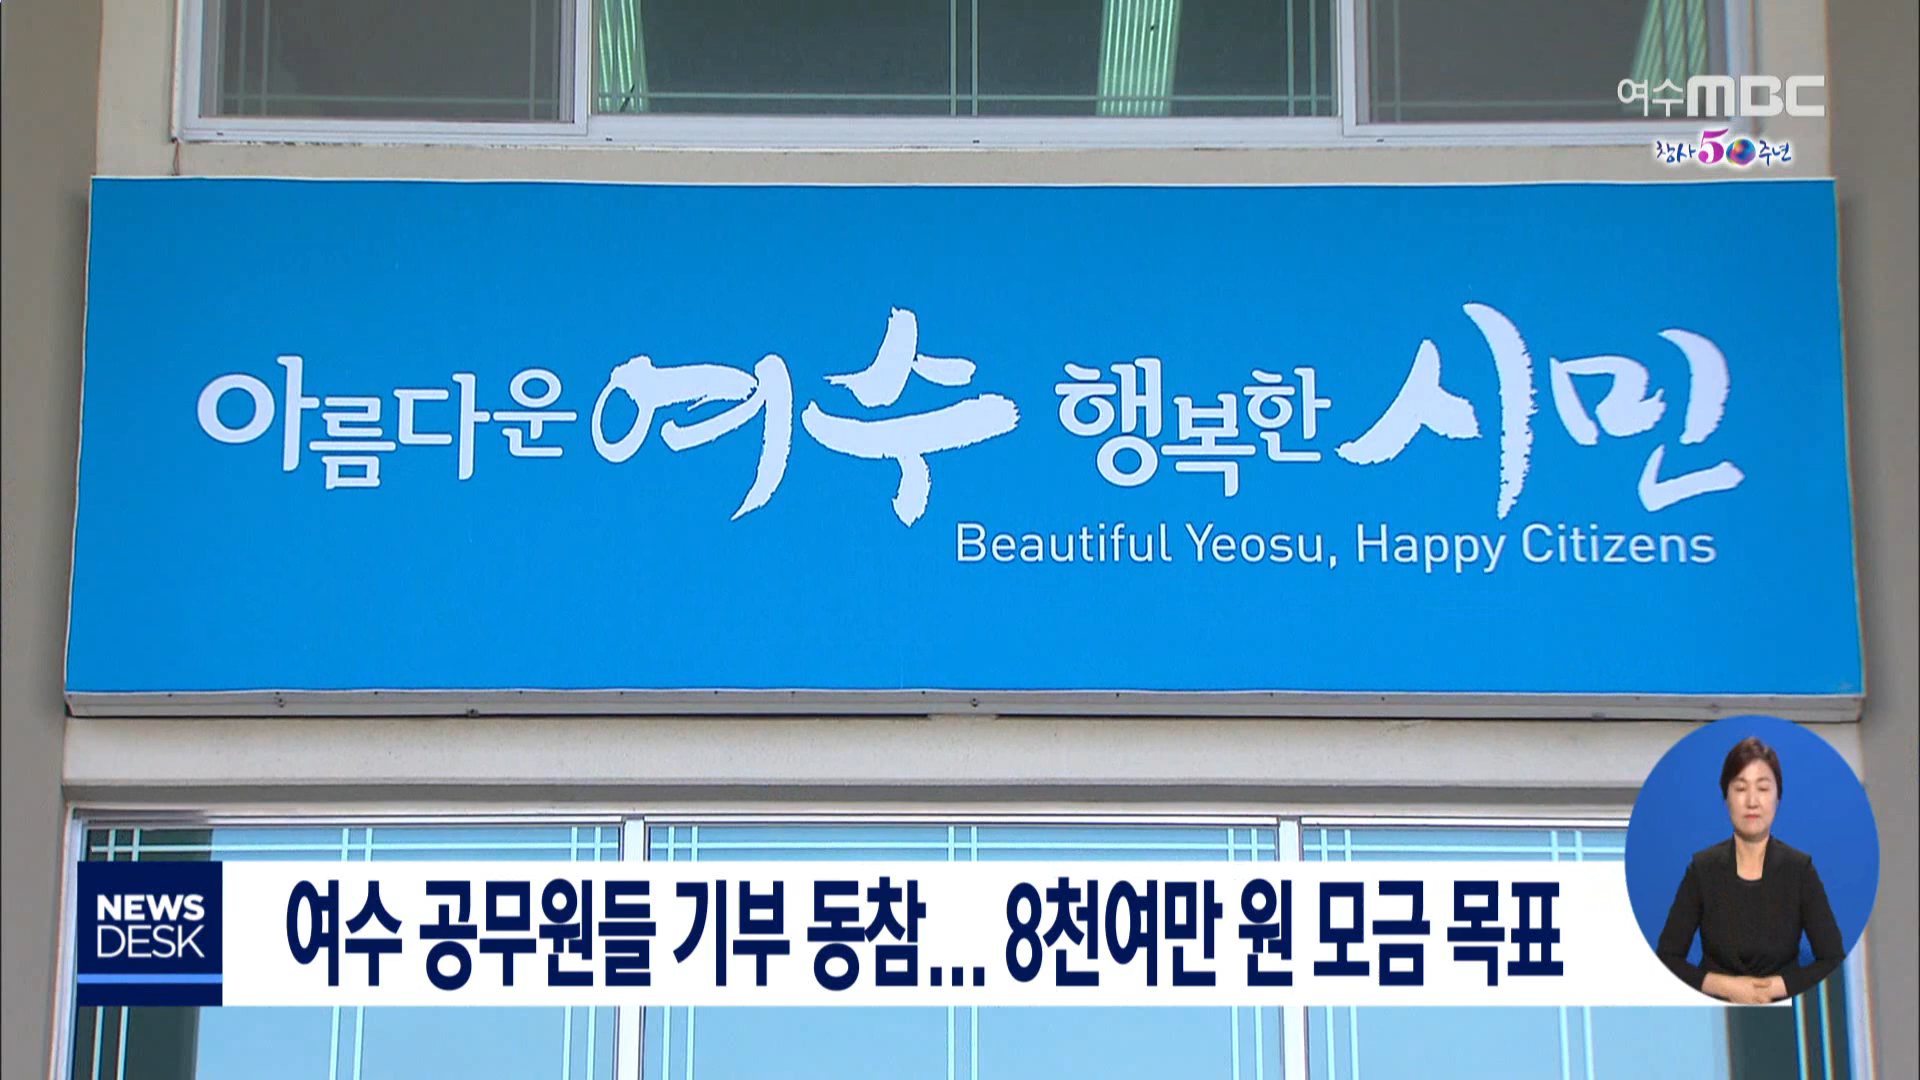 여수MBC
창사50주년
아름다운 여수 행복한 시민
Beautiful Yeosu, Happy Citizens
NEWS
DESK
여수 공무원들 기부 동참... 8천여만 원 모금 목표